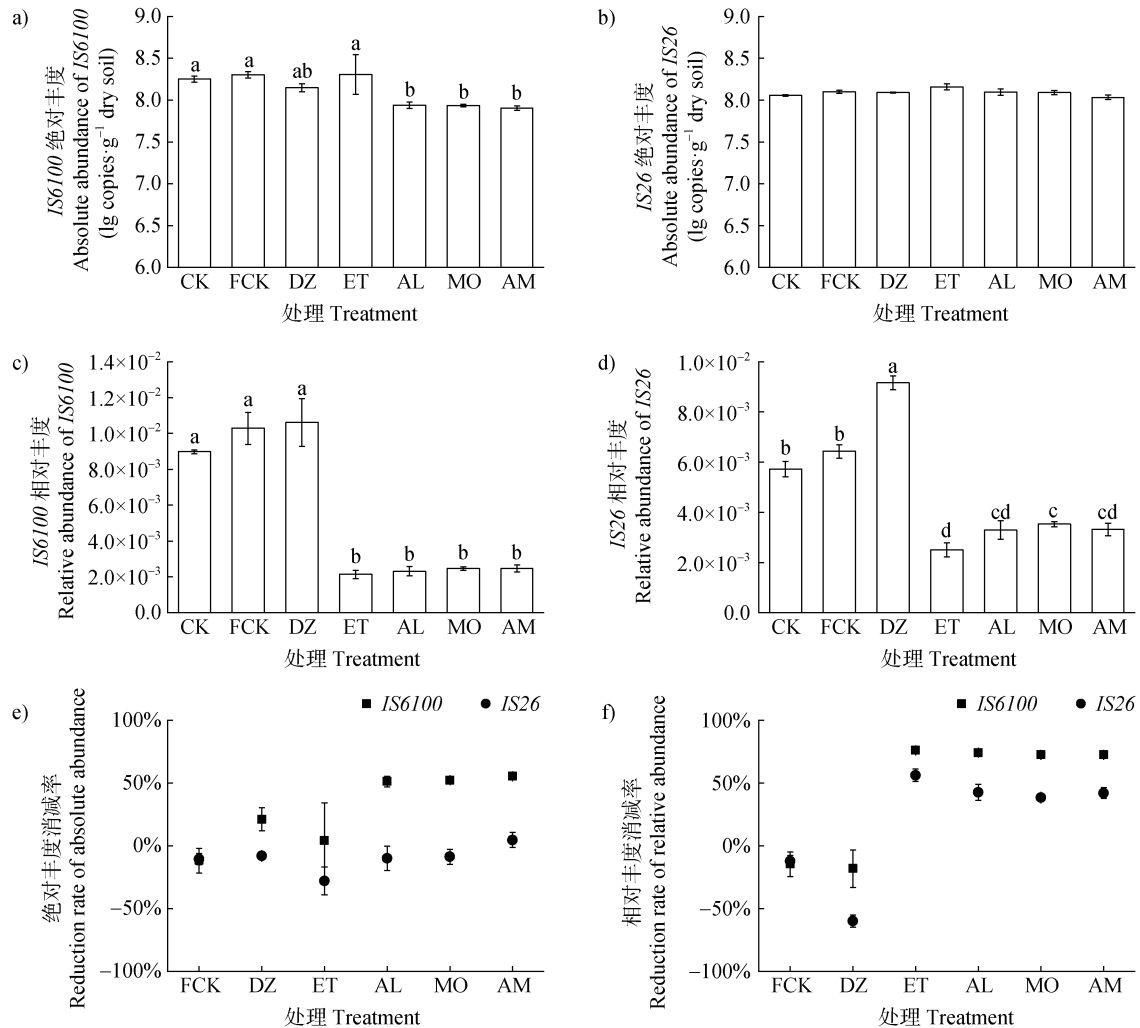 a)
IS6100 绝对丰度
Absolute abundance of IS6100
(lg copies·g⁻¹ dry soil)
9.0
8.5
8.0
7.5
7.0
6.5
6.0
a
a
ab
a
b
b
b
CK FCK DZ ET AL MO AM
处理 Treatment
b)
IS26 绝对丰度
Absolute abundance of IS26
(lg copies·g⁻¹ dry soil)
9.0
8.5
8.0
7.5
7.0
6.5
6.0
CK FCK DZ ET AL MO AM
处理 Treatment
c)
IS6100 相对丰度
Relative abundance of IS6100
1.4×10⁻²
1.2×10⁻²
1.0×10⁻²
8.0×10⁻³
6.0×10⁻³
4.0×10⁻³
2.0×10⁻³
0.0
a
a
a
b
b
b
b
CK FCK DZ ET AL MO AM
处理 Treatment
d)
IS26 相对丰度
Relative abundance of IS26
1.0×10⁻²
8.0×10⁻³
6.0×10⁻³
4.0×10⁻³
2.0×10⁻³
0.0
b
b
a
d
cd
c
cd
CK FCK DZ ET AL MO AM
处理 Treatment
e)
绝对丰度消减率
Reduction rate of absolute abundance
IS6100 IS26
100%
50%
0%
−50%
−100%
FCK DZ ET AL MO AM
处理 Treatment
f)
相对丰度消减率
Reduction rate of relative abundance
IS6100 IS26
100%
50%
0%
−50%
−100%
FCK DZ ET AL MO AM
处理 Treatment